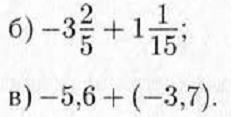 б) −3 2/5 + 1 1/15;
в) −5,6 + (−3,7).